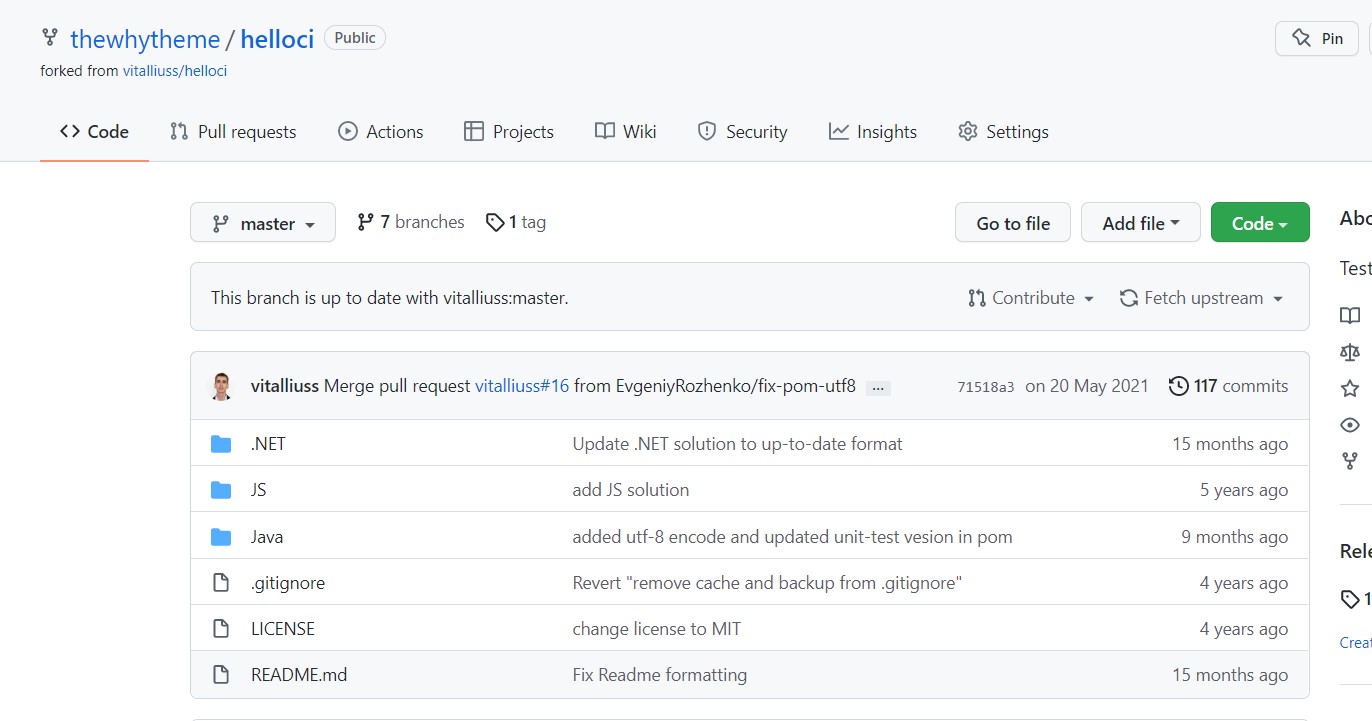 thewhytheme / helloci Public
Pin
forked from vitalliuss/helloci
Code Pull requests Actions Projects Wiki Security Insights Settings
master 7 branches 1 tag Go to file Add file Code
This branch is up to date with vitalliuss:master. Contribute Fetch upstream
vitalliuss Merge pull request vitalliuss#16 from EvgeniyRozhenko/fix-pom-utf8 ... 71518a3 on 20 May 2021 117 commits
.NET Update .NET solution to up-to-date format 15 months ago
JS add JS solution 5 years ago
Java added utf-8 encode and updated unit-test vesion in pom 9 months ago
.gitignore Revert "remove cache and backup from .gitignore" 4 years ago
LICENSE change license to MIT 4 years ago
README.md Fix Readme formatting 15 months ago